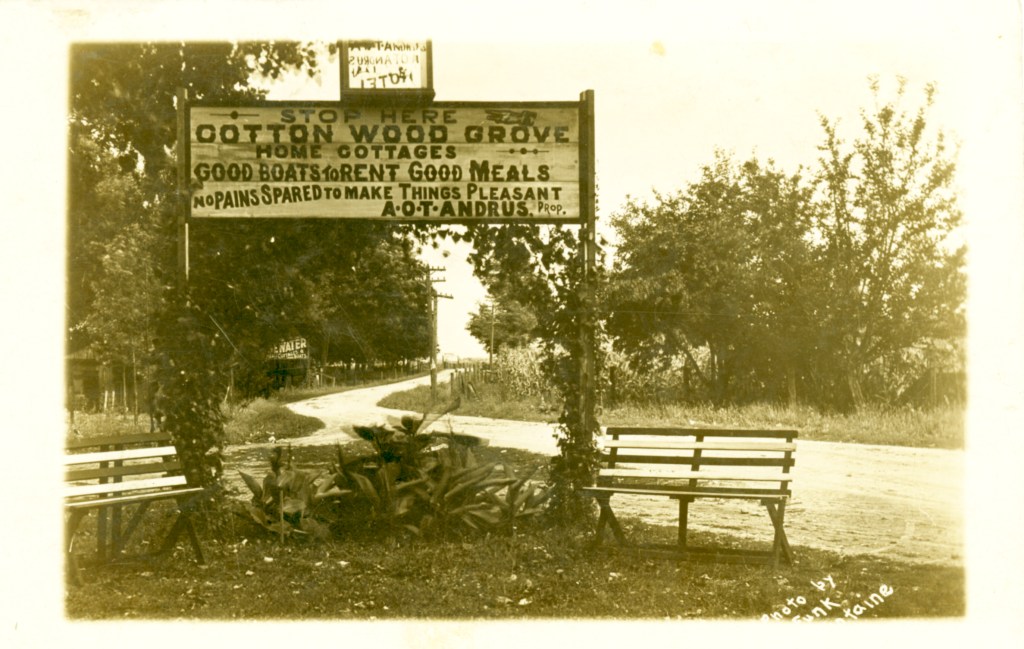 STOP HERE
COTTON WOOD GROVE
HOME COTTAGES
GOOD BOATS to RENT GOOD MEALS
NO PAINS SPARED TO MAKE THINGS PLEASANT
A.O.T. ANDRUS. PROP.
Photo by